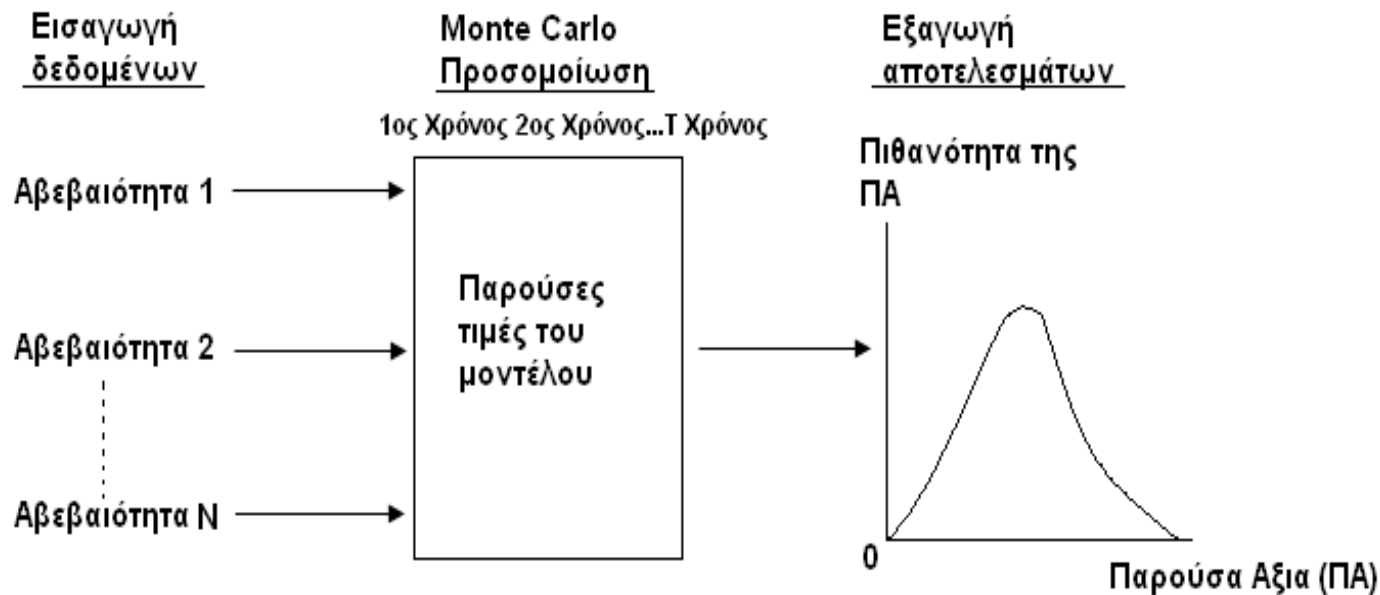 Εισαγωγή
δεδομένων
Monte Carlo
Προσομοίωση
Εξαγωγή
αποτελεσμάτων
1ος Χρόνος 2ος Χρόνος...Τ Χρόνος
Αβεβαιότητα 1
Αβεβαιότητα 2
Αβεβαιότητα Ν
Παρούσες
τιμές του
μοντέλου
Πιθανότητα της
ΠΑ
0
Παρούσα Αξια (ΠΑ)